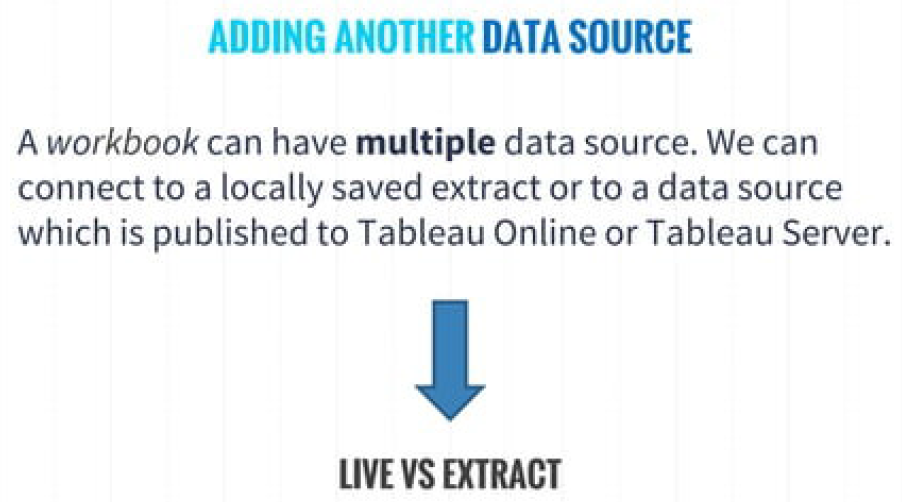 ADDING ANOTHER DATA SOURCE
A workbook can have multiple data source. We can
connect to a locally saved extract or to a data source
which is published to Tableau Online or Tableau Server.
LIVE VS EXTRACT